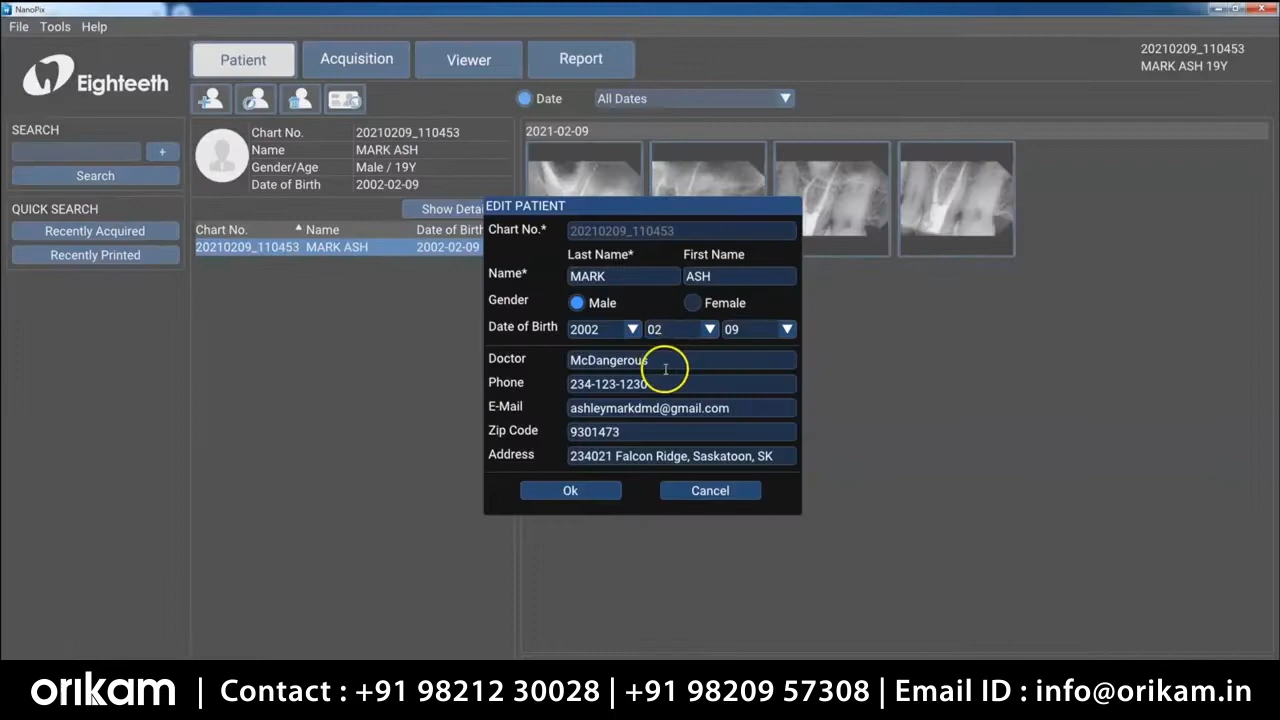 NanoPix
File Tools Help
Eighteeth
Patient Acquisition Viewer Report
20210209_110453
MARK ASH 19Y
Date All Dates
SEARCH
+
Search
QUICK SEARCH
Recently Acquired
Recently Printed
Chart No. 20210209_110453
Name MARK ASH
Gender/Age Male / 19Y
Date of Birth 2002-02-09
Show Detai
Chart No. Name Date of Birth
20210209_110453 MARK ASH 2002-02-09
2021-02-09
EDIT PATIENT
Chart No.* 20210209_110453
Last Name* First Name
Name* MARK ASH
Gender Male Female
Date of Birth 2002 02 09
Doctor McDangerous
Phone 234-123-1230
E-Mail ashleymarkdmd@gmail.com
Zip Code 9301473
Address 234021 Falcon Ridge, Saskatoon, SK
Ok Cancel
orikam | Contact : +91 98212 30028 | +91 98209 57308 | Email ID : info@orikam.in